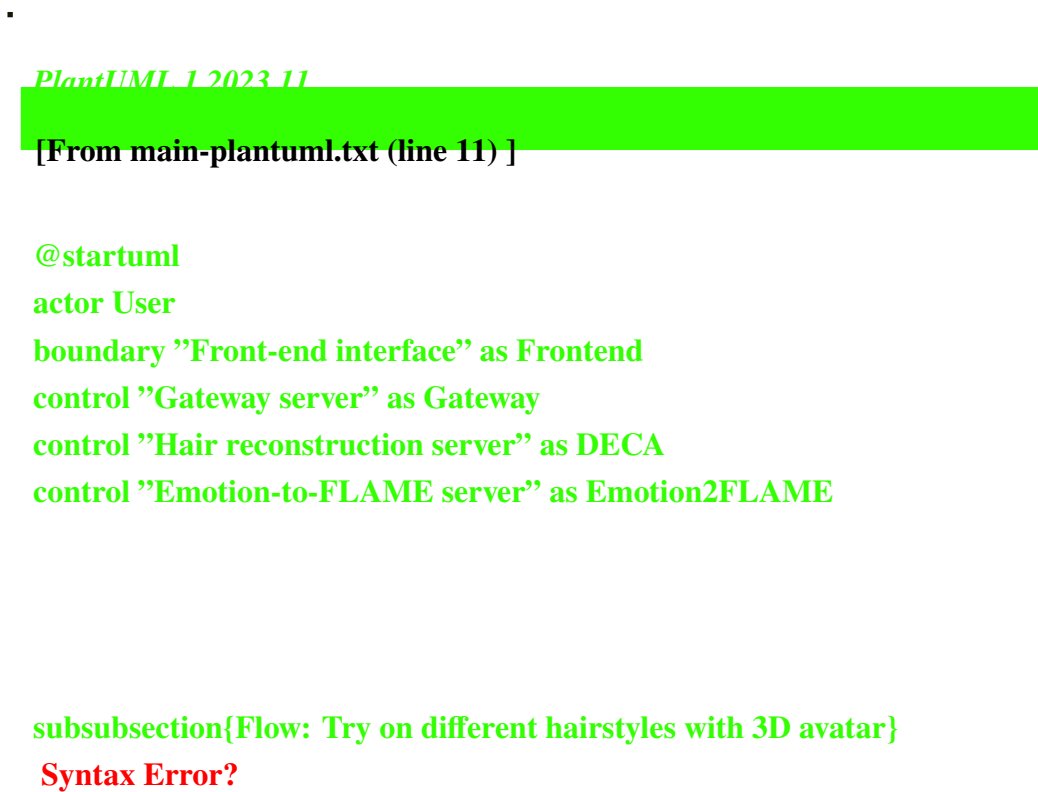 PlantUML 1.2023.11
[From main-plantuml.txt (line 11) ]
@startuml
actor User
boundary ”Front-end interface” as Frontend
control ”Gateway server” as Gateway
control ”Hair reconstruction server” as DECA
control ”Emotion-to-FLAME server” as Emotion2FLAME
subsubsection{Flow: Try on different hairstyles with 3D avatar}
Syntax Error?